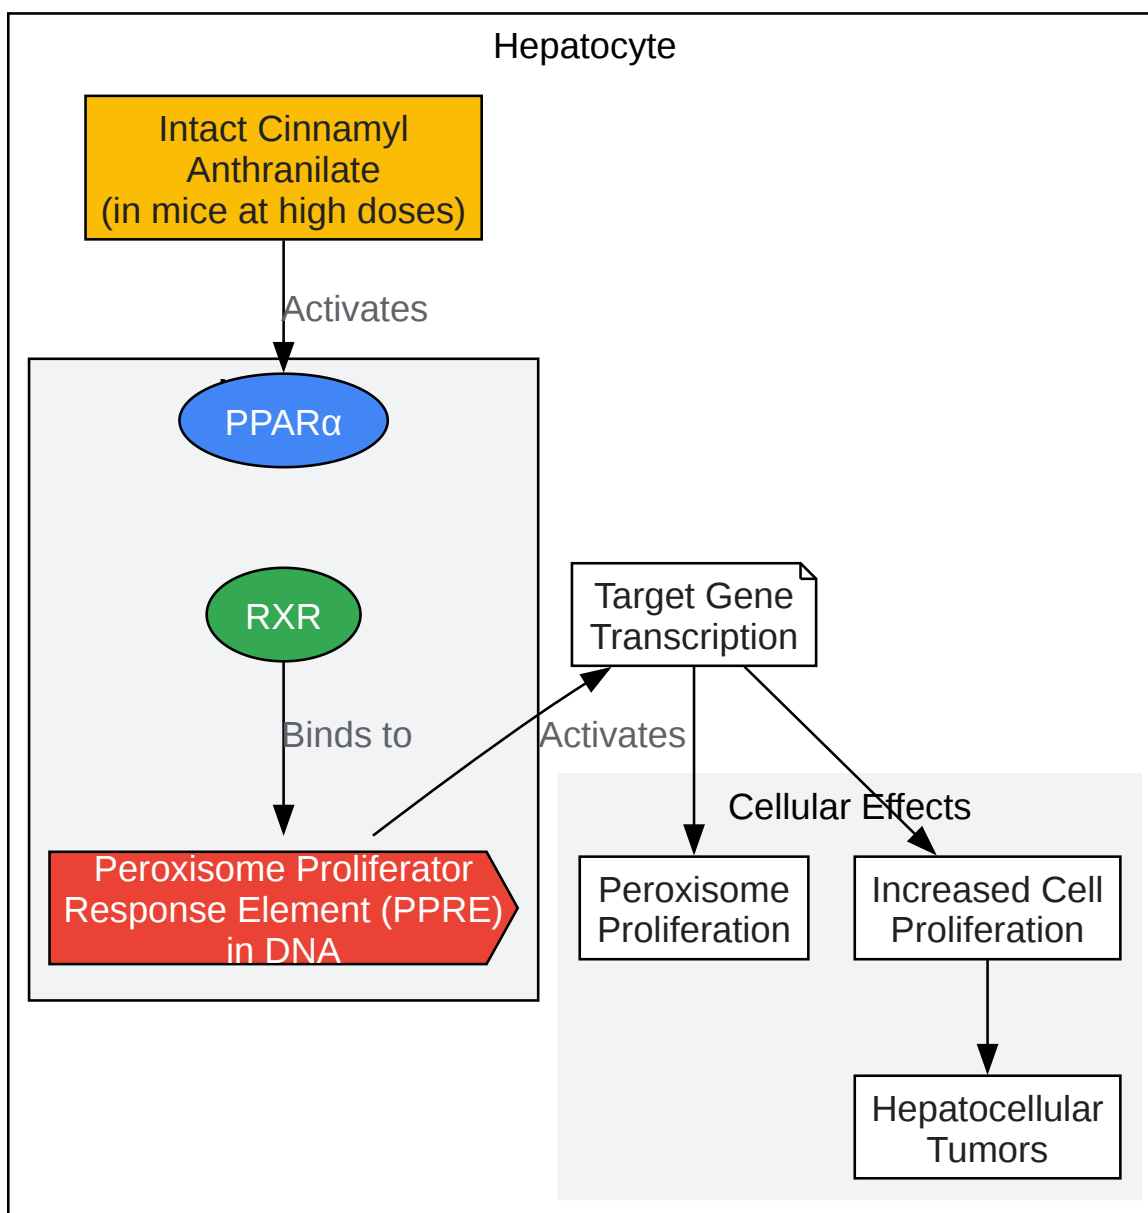 Hepatocyte
Intact Cinnamyl
Anthranilate
(in mice at high doses)
Activates
PPARα
RXR
Binds to
Peroxisome Proliferator
Response Element (PPRE)
in DNA
Target Gene
Transcription
Activates
Cellular Effects
Peroxisome
Proliferation
Increased Cell
Proliferation
Hepatocellular
Tumors